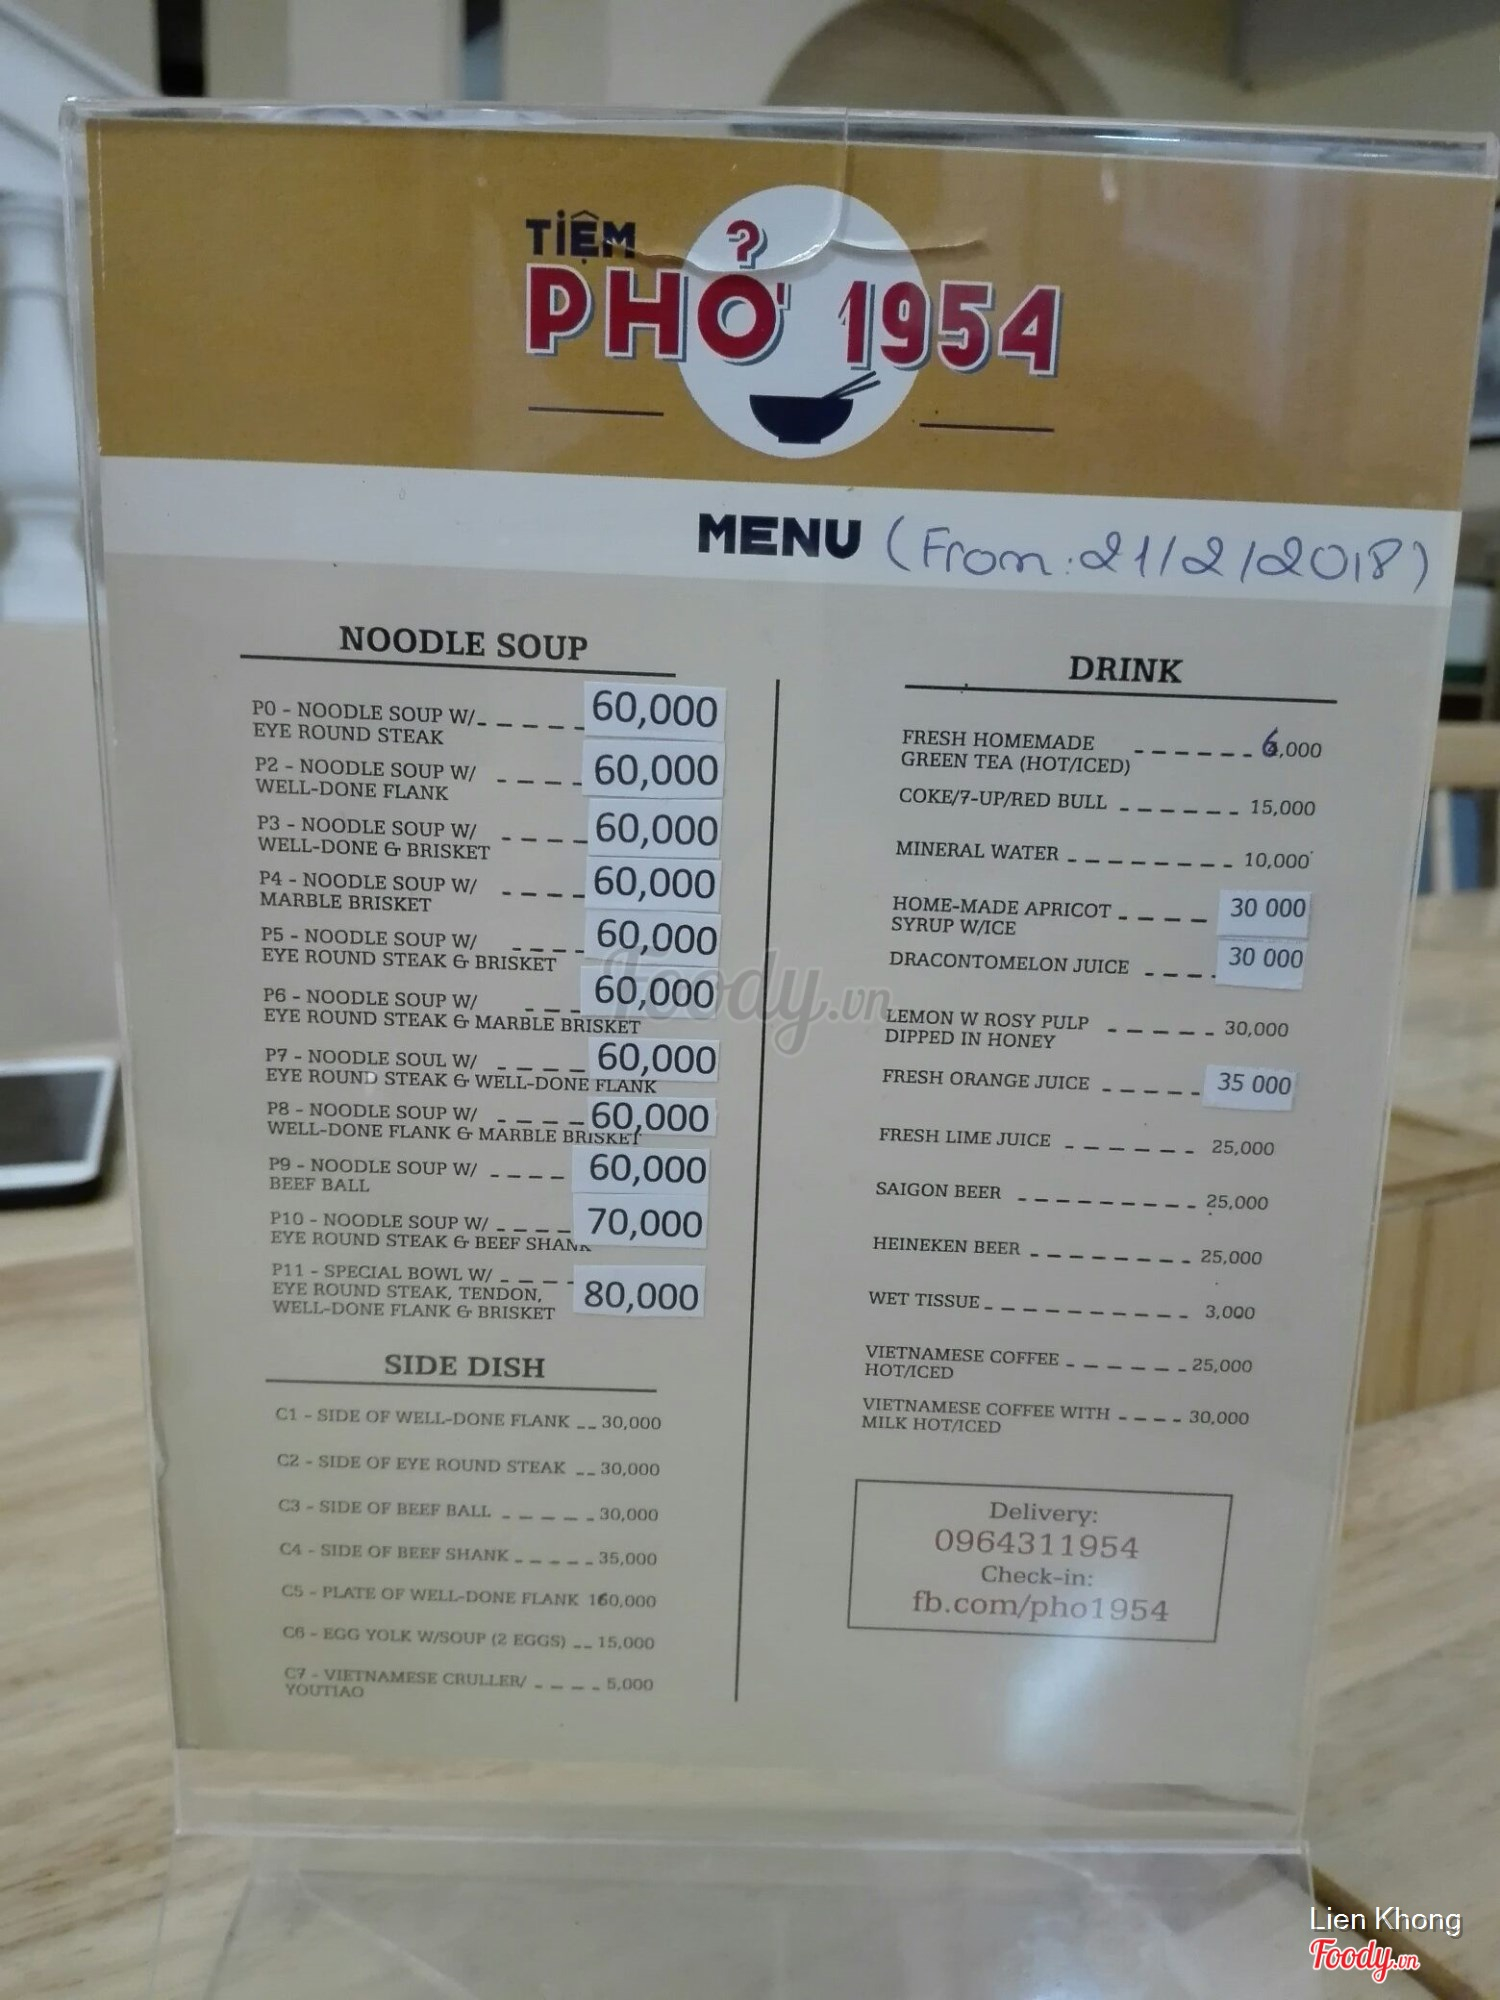 TIỆM
PHỞ 1954
MENU (From: 21/2/2018)
NOODLE SOUP
P0 - NOODLE SOUP W/ _ _ _ _ _ 60,000
EYE ROUND STEAK
P2 - NOODLE SOUP W/ _ _ _ _ 60,000
WELL-DONE FLANK
P3 - NOODLE SOUP W/ _ _ _ _ 60,000
WELL-DONE & BRISKET
P4 - NOODLE SOUP W/ _ _ _ _ 60,000
MARBLE BRISKET
P5 - NOODLE SOUP W/ _ _ _ _ 60,000
EYE ROUND STEAK & BRISKET
P6 - NOODLE SOUP W/ _ _ _ 60,000
EYE ROUND STEAK & MARBLE BRISKET
P7 - NOODLE SOUL W/ _ _ _ _ 60,000
EYE ROUND STEAK & WELL-DONE FLANK
P8 - NOODLE SOUP W/ _ _ _ _ 60,000
WELL-DONE FLANK & MARBLE BRISKET
P9 - NOODLE SOUP W/ _ _ _ _ 60,000
BEEF BALL
P10 - NOODLE SOUP W/ _ _ _ _ 70,000
EYE ROUND STEAK & BEEF SHANK
P11 - SPECIAL BOWL W/ _ _ _ _
EYE ROUND STEAK, TENDON, 80,000
WELL-DONE FLANK & BRISKET
SIDE DISH
C1 - SIDE OF WELL-DONE FLANK _ _ 30,000
C2 - SIDE OF EYE ROUND STEAK _ _ 30,000
C3 - SIDE OF BEEF BALL _ _ _ _ _ 30,000
C4 - SIDE OF BEEF SHANK _ _ _ _ _ 35,000
C5 - PLATE OF WELL-DONE FLANK 160,000
C6 - EGG YOLK W/SOUP (2 EGGS) _ _ 15,000
C7 - VIETNAMESE CRULLER/ _ _ _ _ 5,000
YOUTIAO
DRINK
FRESH HOMEMADE _ _ _ _ _ _ 6,000
GREEN TEA (HOT/ICED)
COKE/7-UP/RED BULL _ _ _ _ _ _ 15,000
MINERAL WATER _ _ _ _ _ _ _ _ 10,000
HOME-MADE APRICOT _ _ _ _ 30 000
SYRUP W/ICE
DRACONTOMELON JUICE _ _ _ _ 30 000
LEMON W ROSY PULP _ _ _ _ _ 30,000
DIPPED IN HONEY
FRESH ORANGE JUICE _ _ _ _ _ 35 000
FRESH LIME JUICE _ _ _ _ _ _ 25,000
SAIGON BEER _ _ _ _ _ _ _ _ 25,000
HEINEKEN BEER _ _ _ _ _ _ _ _ 25,000
WET TISSUE _ _ _ _ _ _ _ _ _ _ 3,000
VIETNAMESE COFFEE _ _ _ _ _ _ 25,000
HOT/ICED
VIETNAMESE COFFEE WITH _ _ _ _ 30,000
MILK HOT/ICED
Delivery:
0964311954
Check-in:
fb.com/pho1954
Foody.vn
Lien Khong
Foody.vn